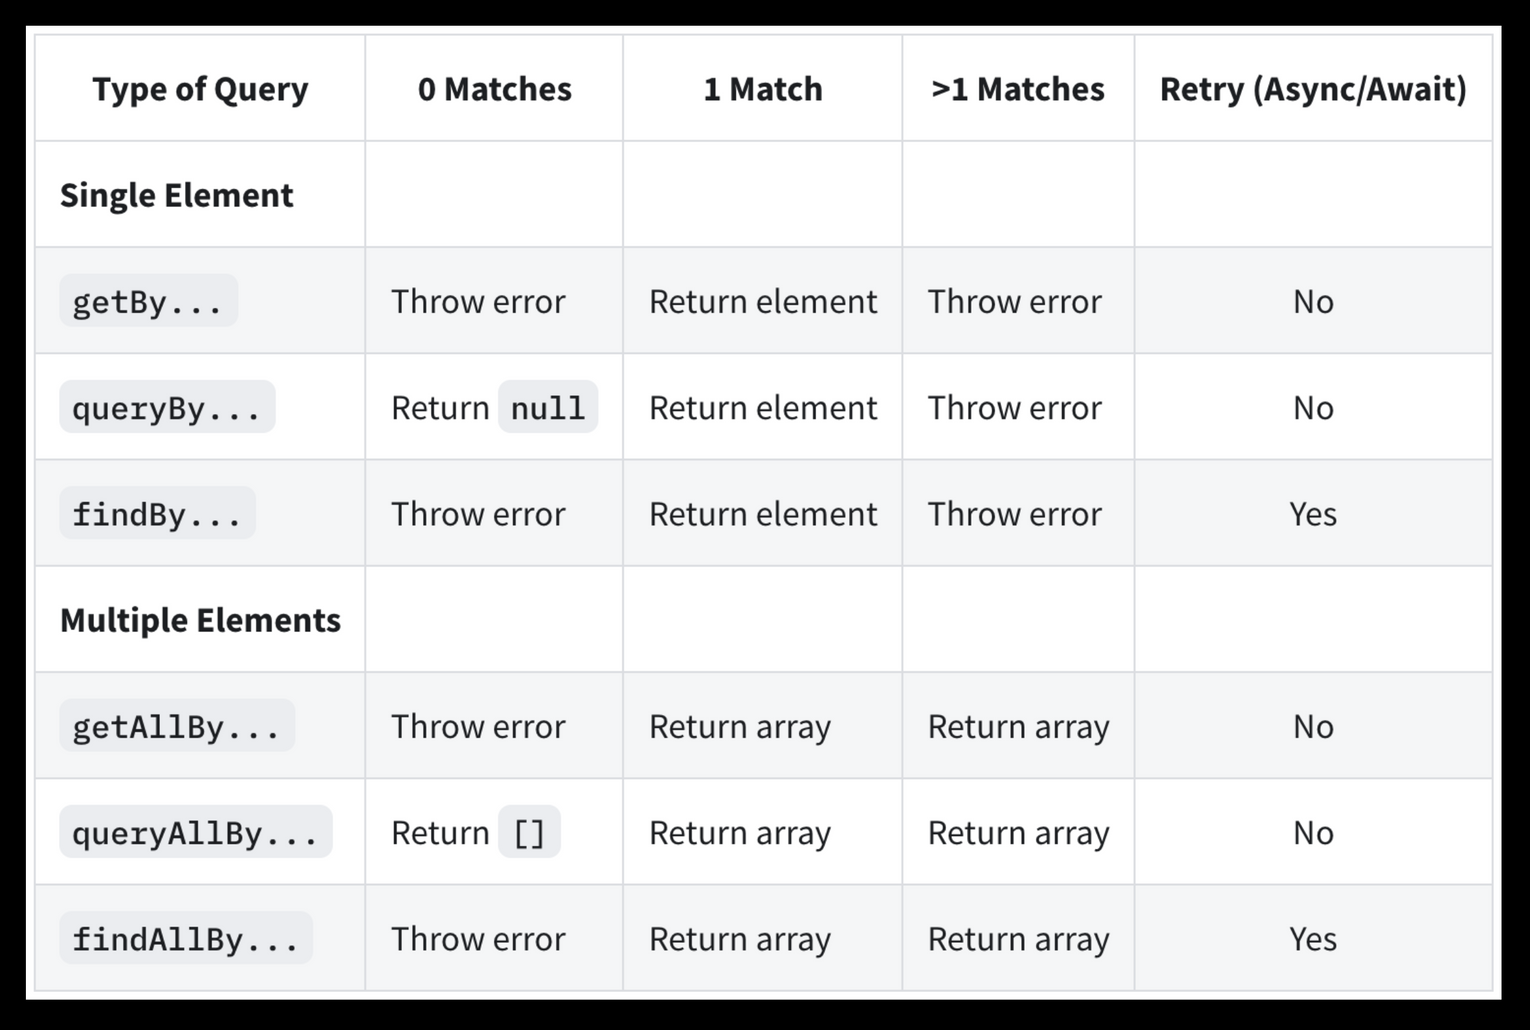 Type of Query 0 Matches 1 Match >1 Matches Retry (Async/Await)
Single Element
getBy... Throw error Return element Throw error No
queryBy... Return null Return element Throw error No
findBy... Throw error Return element Throw error Yes
Multiple Elements
getAllBy... Throw error Return array Return array No
queryAllBy... Return [] Return array Return array No
findAllBy... Throw error Return array Return array Yes